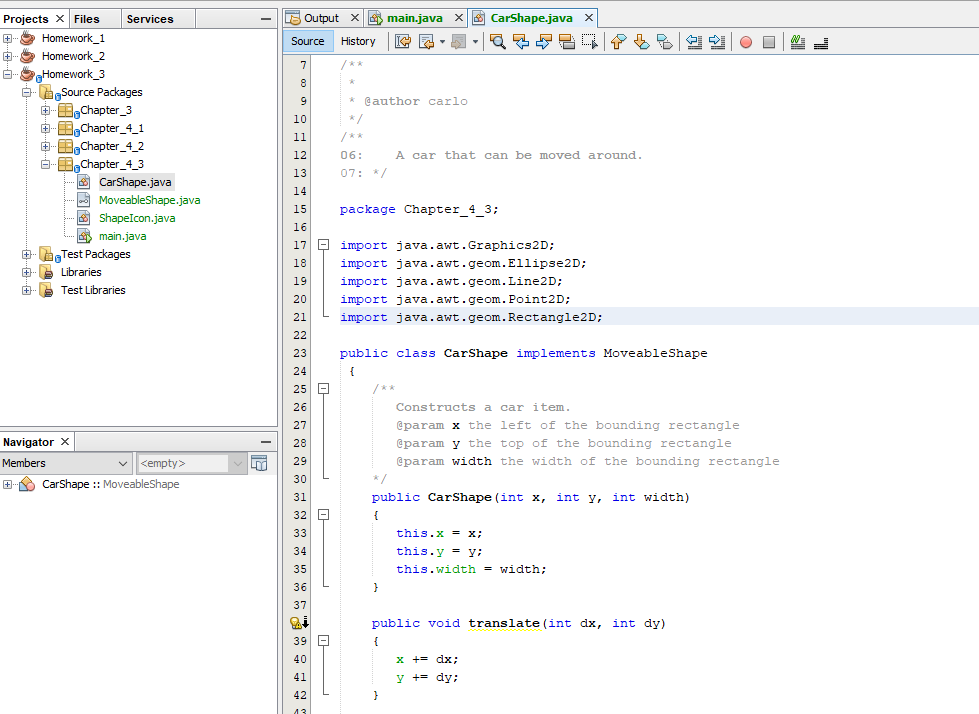 Projects Files Services
Homework_1
Homework_2
Homework_3
Source Packages
Chapter_3
Chapter_4_1
Chapter_4_2
Chapter_4_3
CarShape.java
MoveableShape.java
ShapeIcon.java
main.java
Test Packages
Libraries
Test Libraries
Navigator
Members <empty>
CarShape :: MoveableShape
Output main.java CarShape.java
Source History
7 /**
8 *
9 * @author carlo
10 */
11 /**
12 06: A car that can be moved around.
13 07: */
14
15 package Chapter_4_3;
16
17 import java.awt.Graphics2D;
18 import java.awt.geom.Ellipse2D;
19 import java.awt.geom.Line2D;
20 import java.awt.geom.Point2D;
21 import java.awt.geom.Rectangle2D;
22
23 public class CarShape implements MoveableShape
24 {
25 /**
26 Constructs a car item.
27 @param x the left of the bounding rectangle
28 @param y the top of the bounding rectangle
29 @param width the width of the bounding rectangle
30 */
31 public CarShape(int x, int y, int width)
32 {
33 this.x = x;
34 this.y = y;
35 this.width = width;
36 }
37
public void translate(int dx, int dy)
39 {
40 x += dx;
41 y += dy;
42 }
43